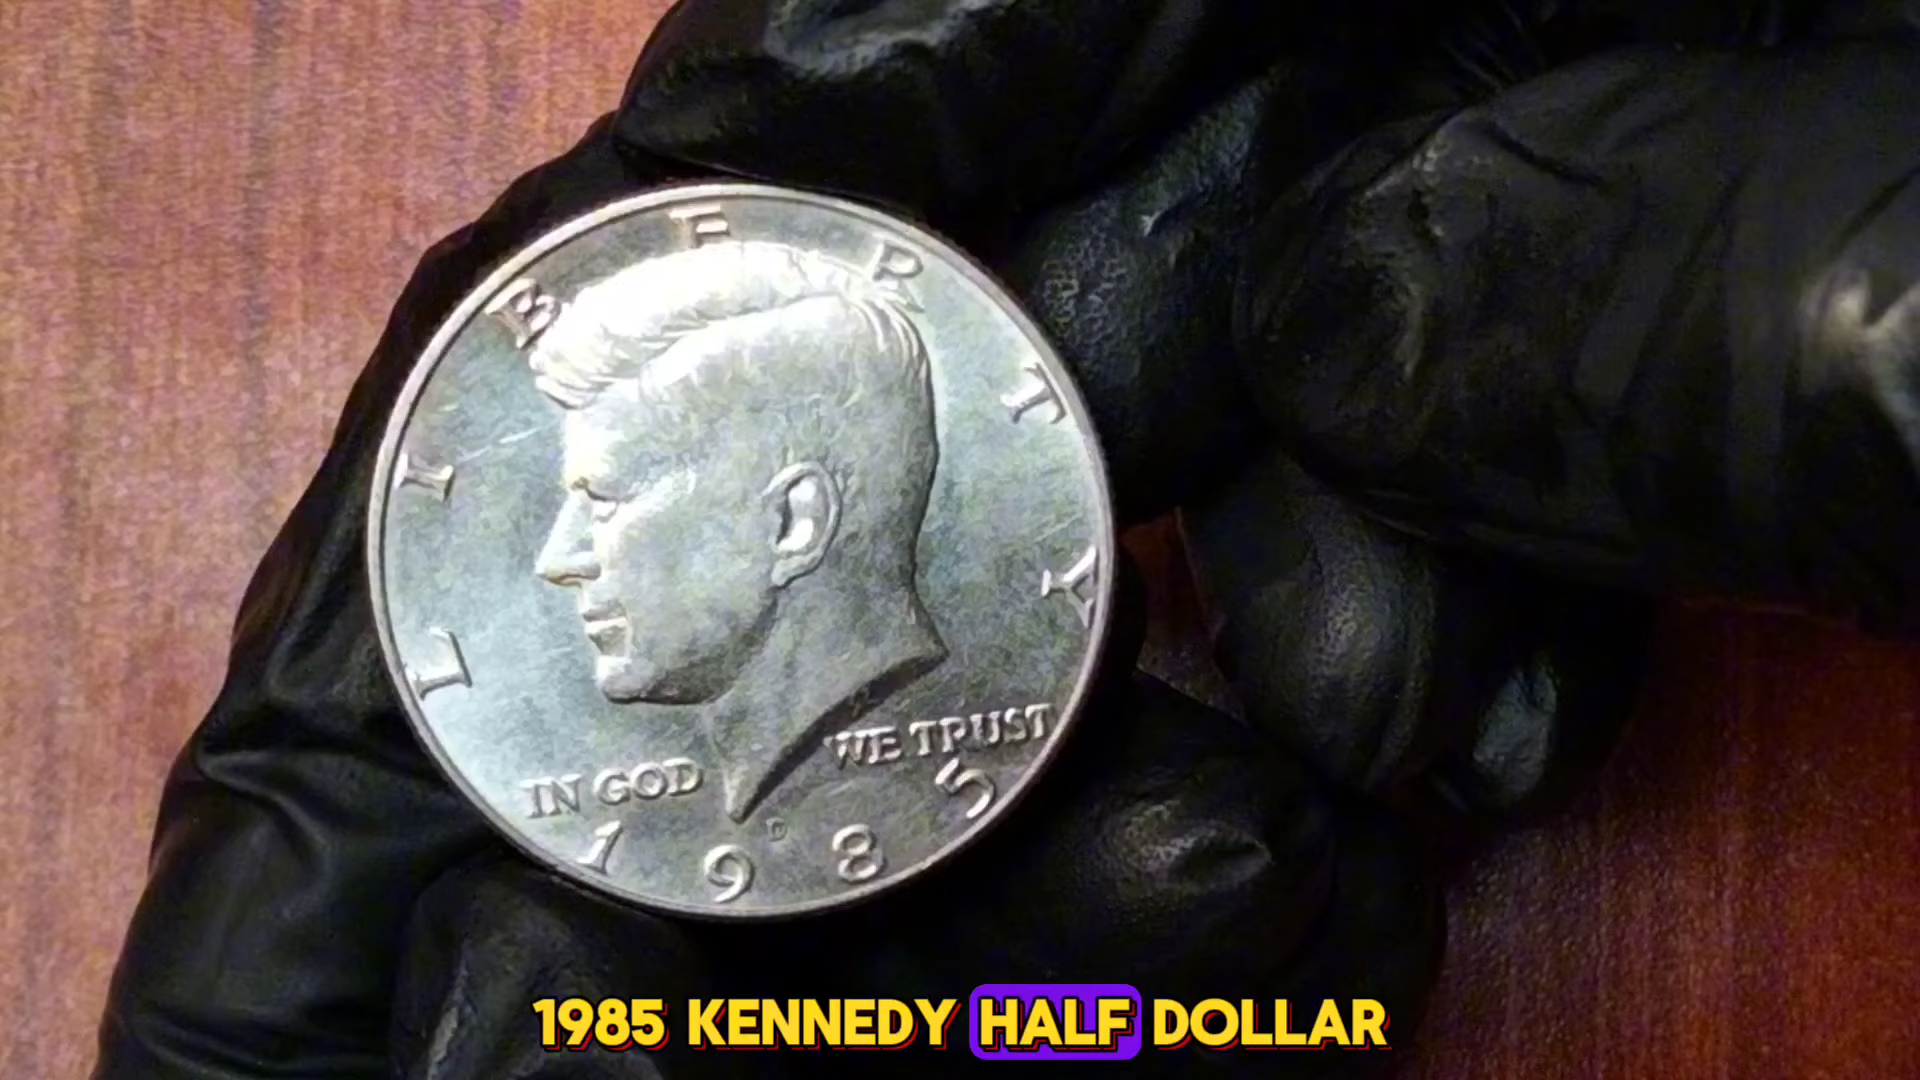 LIBERTY
IN GOD WE TRUST
D
1985
1985 KENNEDY HALF DOLLAR